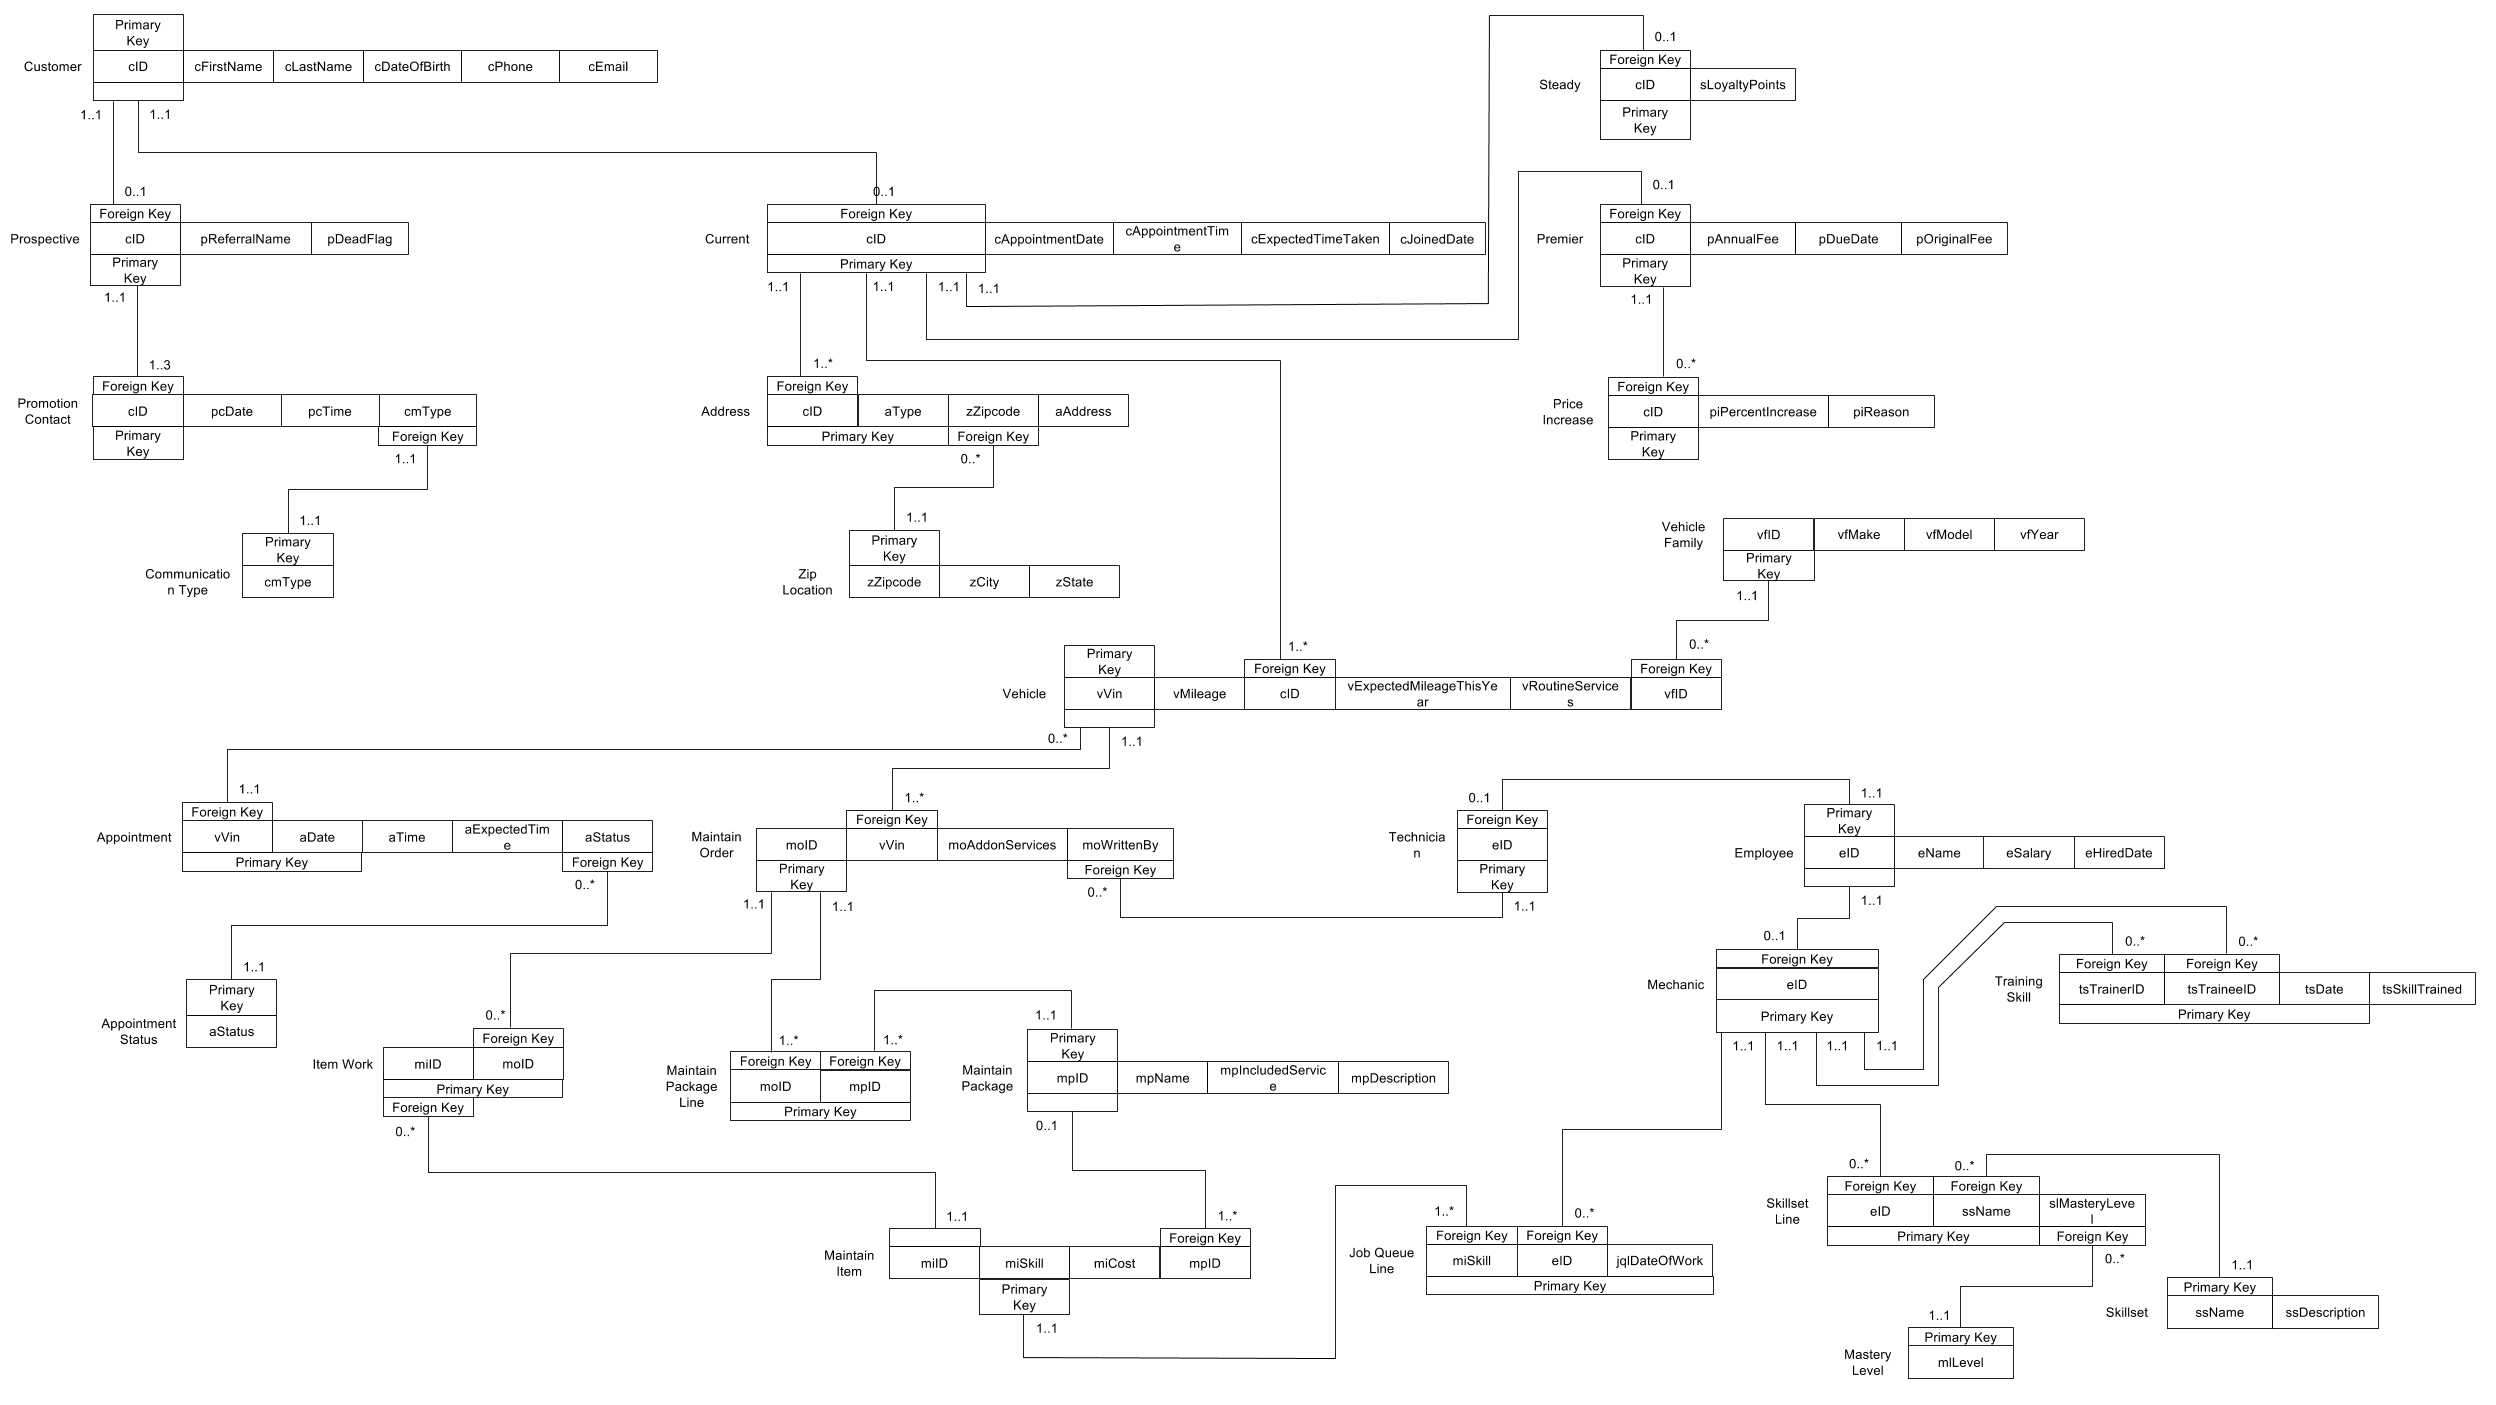 Primary
Key
Customer
cID
cFirstName
cLastName
cDateOfBirth
cPhone
cEmail
1..1
1..1
0..1
Foreign Key
Steady
cID
sLoyaltyPoints
Primary
Key
0..1
Foreign Key
Prospective
cID
pReferralName
pDeadFlag
Primary
Key
1..1
0..1
Foreign Key
Current
cID
cAppointmentDate
cAppointmentTim
e
cExpectedTimeTaken
cJoinedDate
Primary Key
1..1
1..1
1..1
1..1
0..1
Foreign Key
Premier
cID
pAnnualFee
pDueDate
pOriginalFee
Primary
Key
1..1
1..3
Foreign Key
Promotion
Contact
cID
pcDate
pcTime
cmType
Primary
Key
Foreign Key
1..1
1..*
Foreign Key
Address
cID
aType
zZipcode
aAddress
Primary Key
Foreign Key
0..*
0..*
Foreign Key
Price
Increase
cID
piPercentIncrease
piReason
Primary
Key
1..1
Primary
Key
Communicatio
n Type
cmType
1..1
Primary
Key
Zip
Location
zZipcode
zCity
zState
Vehicle
Family
vfID
vfMake
vfModel
vfYear
Primary
Key
1..1
Primary
Key
1..*
Foreign Key
0..*
Foreign Key
Vehicle
vVin
vMileage
cID
vExpectedMileageThisYe
ar
vRoutineService
s
vfID
0..*
1..1
1..1
Foreign Key
Appointment
vVin
aDate
aTime
aExpectedTim
e
aStatus
Primary Key
Foreign Key
0..*
1..*
Foreign Key
Maintain
Order
moID
vVin
moAddonServices
moWrittenBy
Primary
Key
Foreign Key
1..1
1..1
0..*
0..1
Foreign Key
Technicia
n
eID
Primary
Key
1..1
1..1
Primary
Key
Employee
eID
eName
eSalary
eHiredDate
1..1
1..1
Primary
Key
Appointment
Status
aStatus
0..*
Foreign Key
Item Work
miID
moID
Primary Key
Foreign Key
0..*
1..*
1..*
Foreign Key
Foreign Key
Maintain
Package
Line
moID
mpID
Primary Key
1..1
Primary
Key
Maintain
Package
mpID
mpName
mpIncludedServic
e
mpDescription
0..1
0..1
Foreign Key
Mechanic
eID
Primary Key
1..1
1..1
1..1
1..1
0..*
0..*
Foreign Key
Foreign Key
Training
Skill
tsTrainerID
tsTraineeID
tsDate
tsSkillTrained
Primary Key
1..1
1..*
Foreign Key
Maintain
Item
miID
miSkill
miCost
mpID
Primary
Key
1..1
1..*
0..*
Foreign Key
Foreign Key
Job Queue
Line
miSkill
eID
jqlDateOfWork
Primary Key
0..*
0..*
Foreign Key
Foreign Key
Skillset
Line
eID
ssName
slMasteryLeve
l
Primary Key
Foreign Key
0..*
1..1
Primary Key
Skillset
ssName
ssDescription
1..1
Primary Key
Mastery
Level
mlLevel